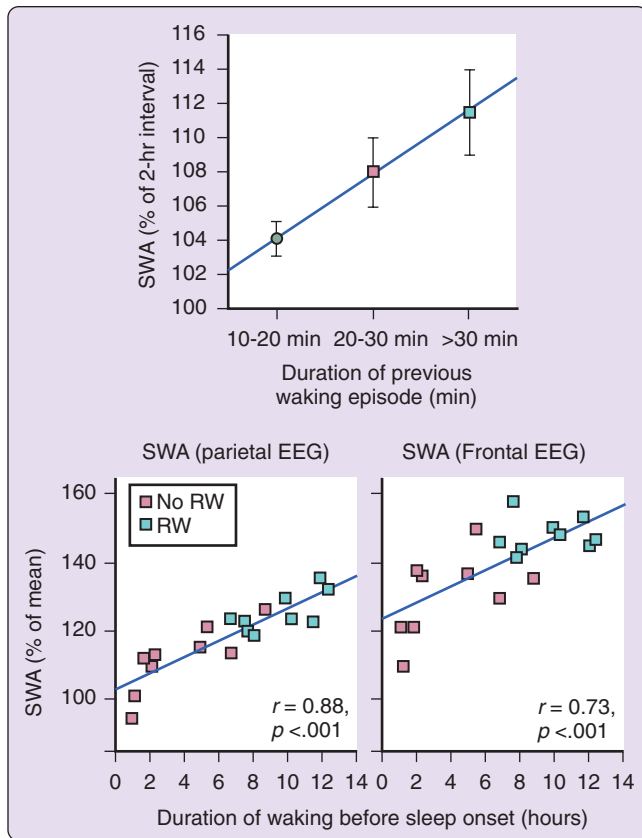 116
114
112
110
108
106
104
102
100
SWA (% of 2-hr interval)
10-20 min 20-30 min >30 min
Duration of previous
waking episode (min)
SWA (parietal EEG) SWA (Frontal EEG)
160
140
120
100
SWA (% of mean)
No RW
RW
r = 0.88,
p <.001
r = 0.73,
p <.001
0 2 4 6 8 10 12 14 0 2 4 6 8 10 12 14
Duration of waking before sleep onset (hours)